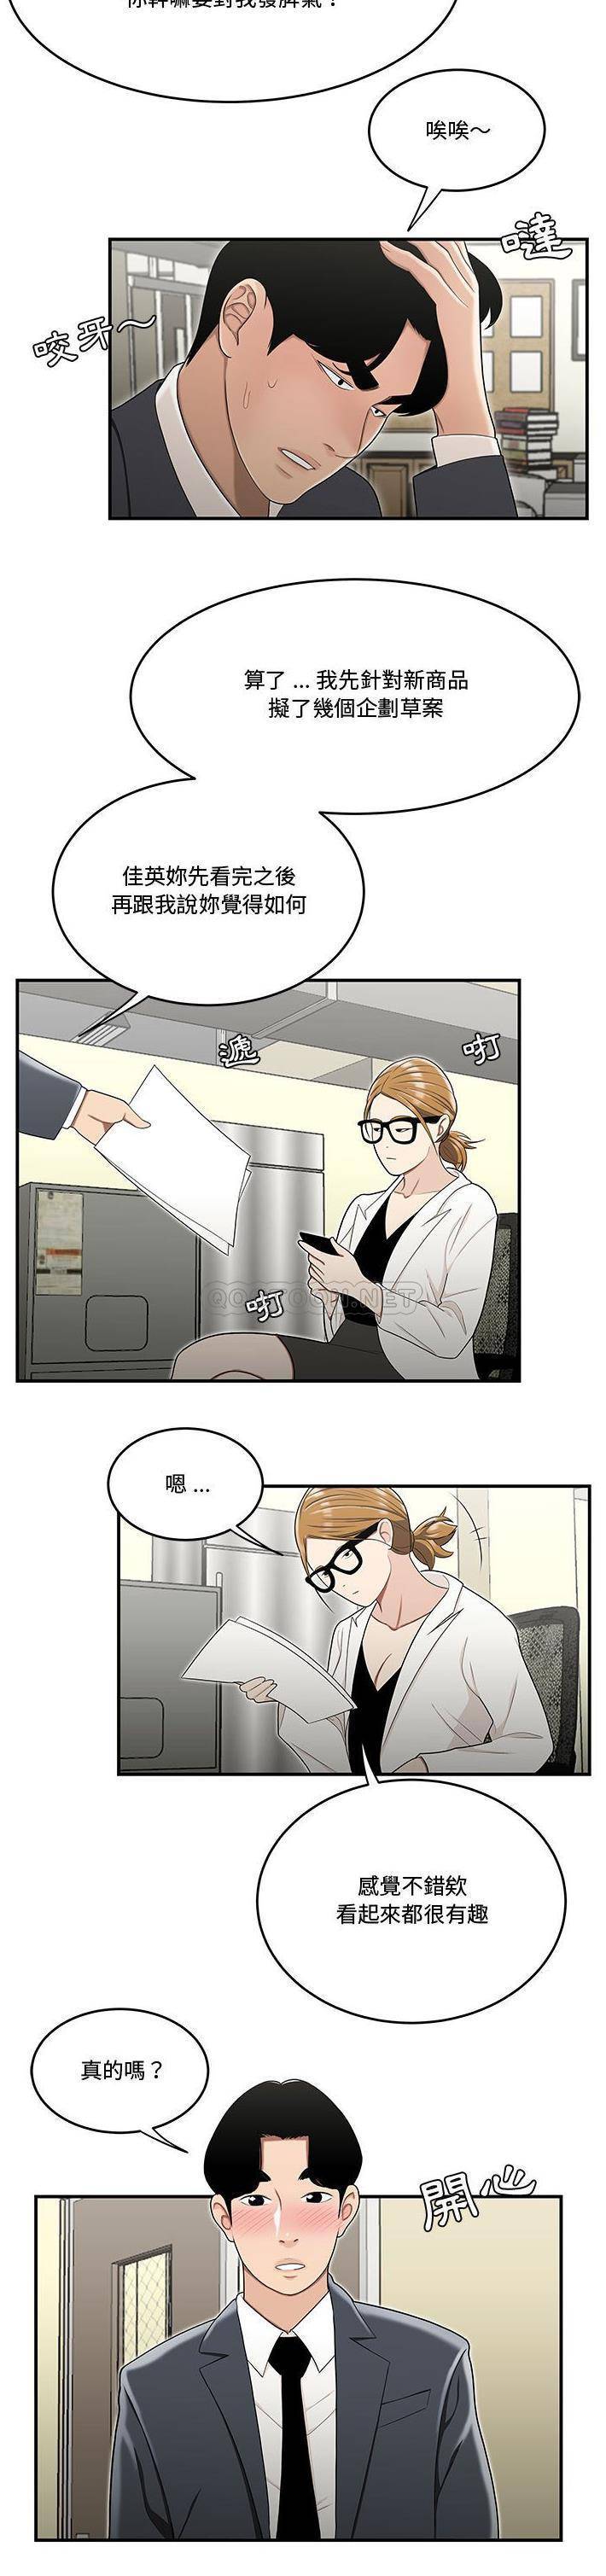 你幹嘛要對我發脾氣？
唉唉～
噠
咬牙～
算了 ... 我先針對新商品
擬了幾個企劃草案
佳英妳先看完之後
再跟我說妳覺得如何
遞
叮
叮
嗯 ...
感覺不錯欸
看起來都很有趣
真的嗎？
開心